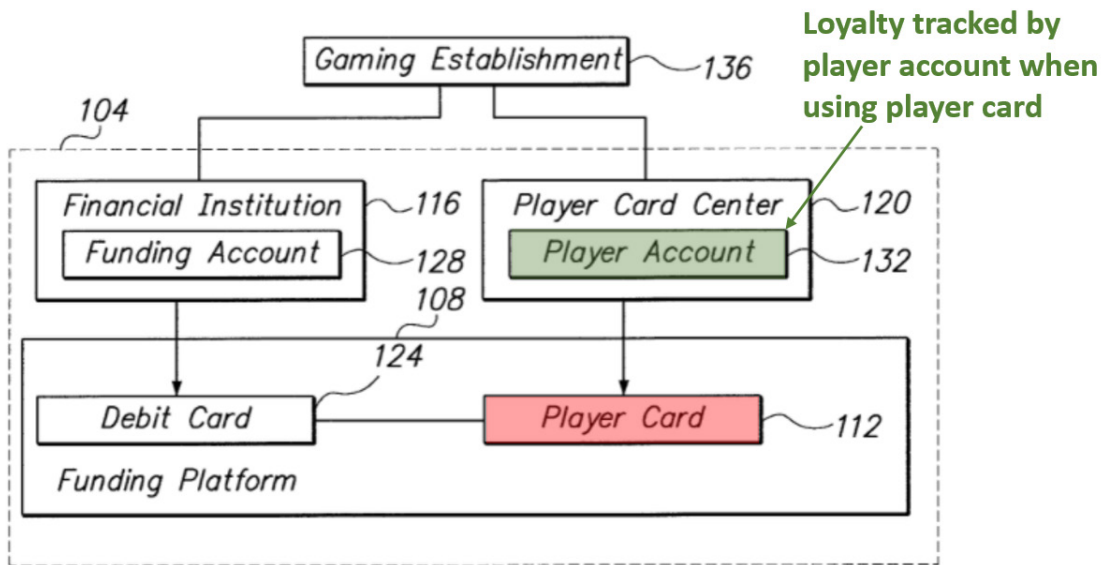 Loyalty tracked by
player account when
using player card
Gaming Establishment
136
104
Financial Institution
116
Funding Account
128
Player Card Center
120
Player Account
132
108
124
Debit Card
Player Card
112
Funding Platform